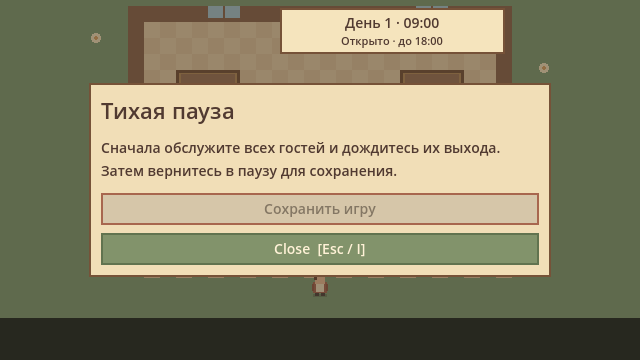 День 1 · 09:00
Открыто · до 18:00
Тихая пауза
Сначала обслужите всех гостей и дождитесь их выхода.
Затем вернитесь в паузу для сохранения.
Сохранить игру
Close [Esc / I]